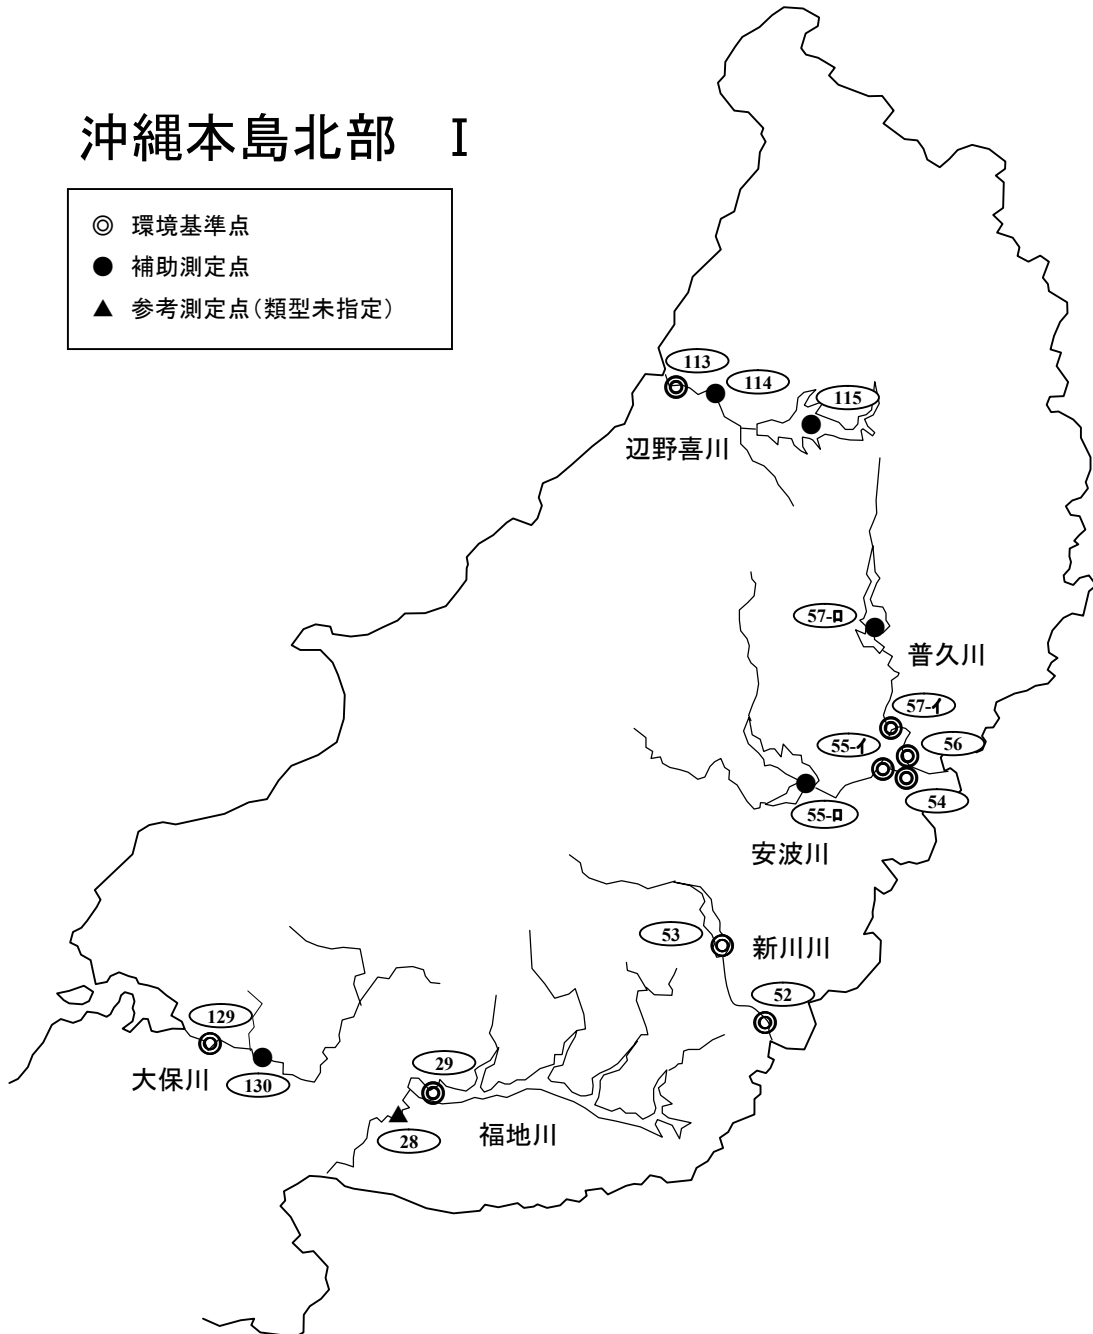 沖縄本島北部 Ⅰ
◎ 環境基準点
● 補助測定点
▲ 参考測定点(類型未指定)
113
114
115
辺野喜川
57-ロ
普久川
57-イ
55-イ
56
54
55-ロ
安波川
53
新川川
52
129
大保川
130
29
28
福地川